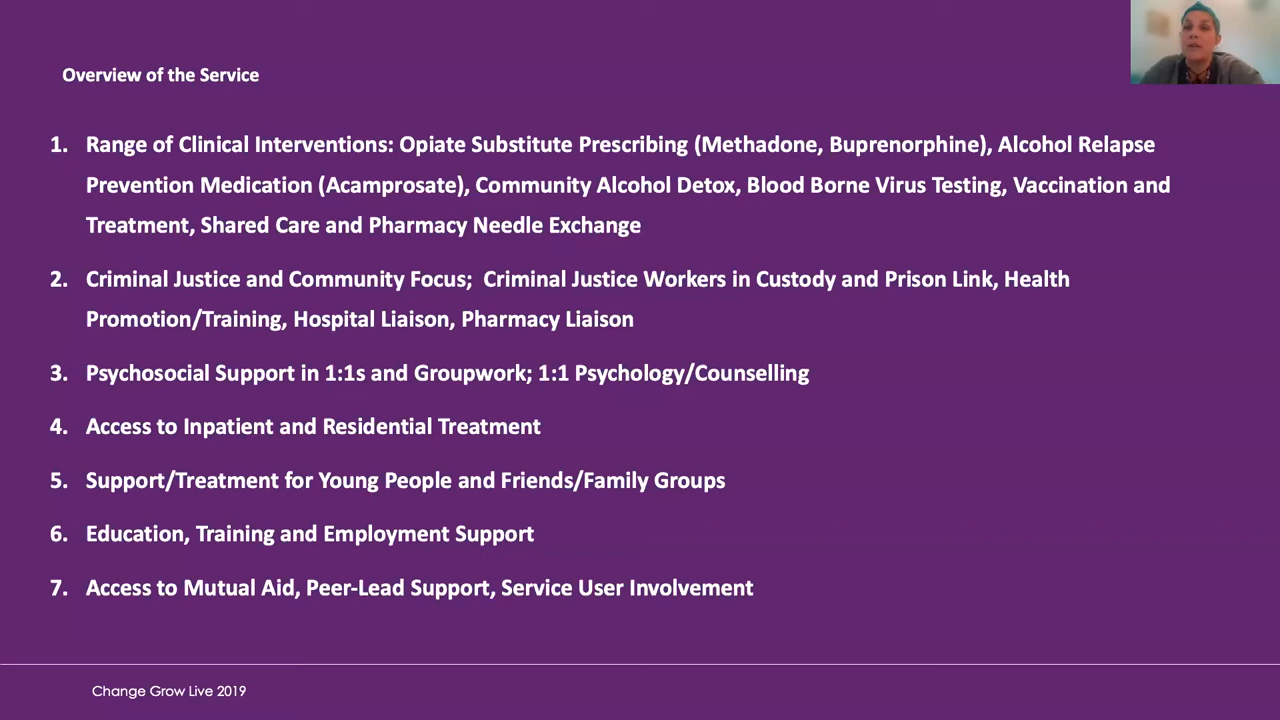 Overview of the Service
1. Range of Clinical Interventions: Opiate Substitute Prescribing (Methadone, Buprenorphine), Alcohol Relapse
Prevention Medication (Acamprosate), Community Alcohol Detox, Blood Borne Virus Testing, Vaccination and
Treatment, Shared Care and Pharmacy Needle Exchange
2. Criminal Justice and Community Focus;  Criminal Justice Workers in Custody and Prison Link, Health
Promotion/Training, Hospital Liaison, Pharmacy Liaison
3. Psychosocial Support in 1:1s and Groupwork; 1:1 Psychology/Counselling
4. Access to Inpatient and Residential Treatment
5. Support/Treatment for Young People and Friends/Family Groups
6. Education, Training and Employment Support
7. Access to Mutual Aid, Peer-Lead Support, Service User Involvement
Change Grow Live 2019